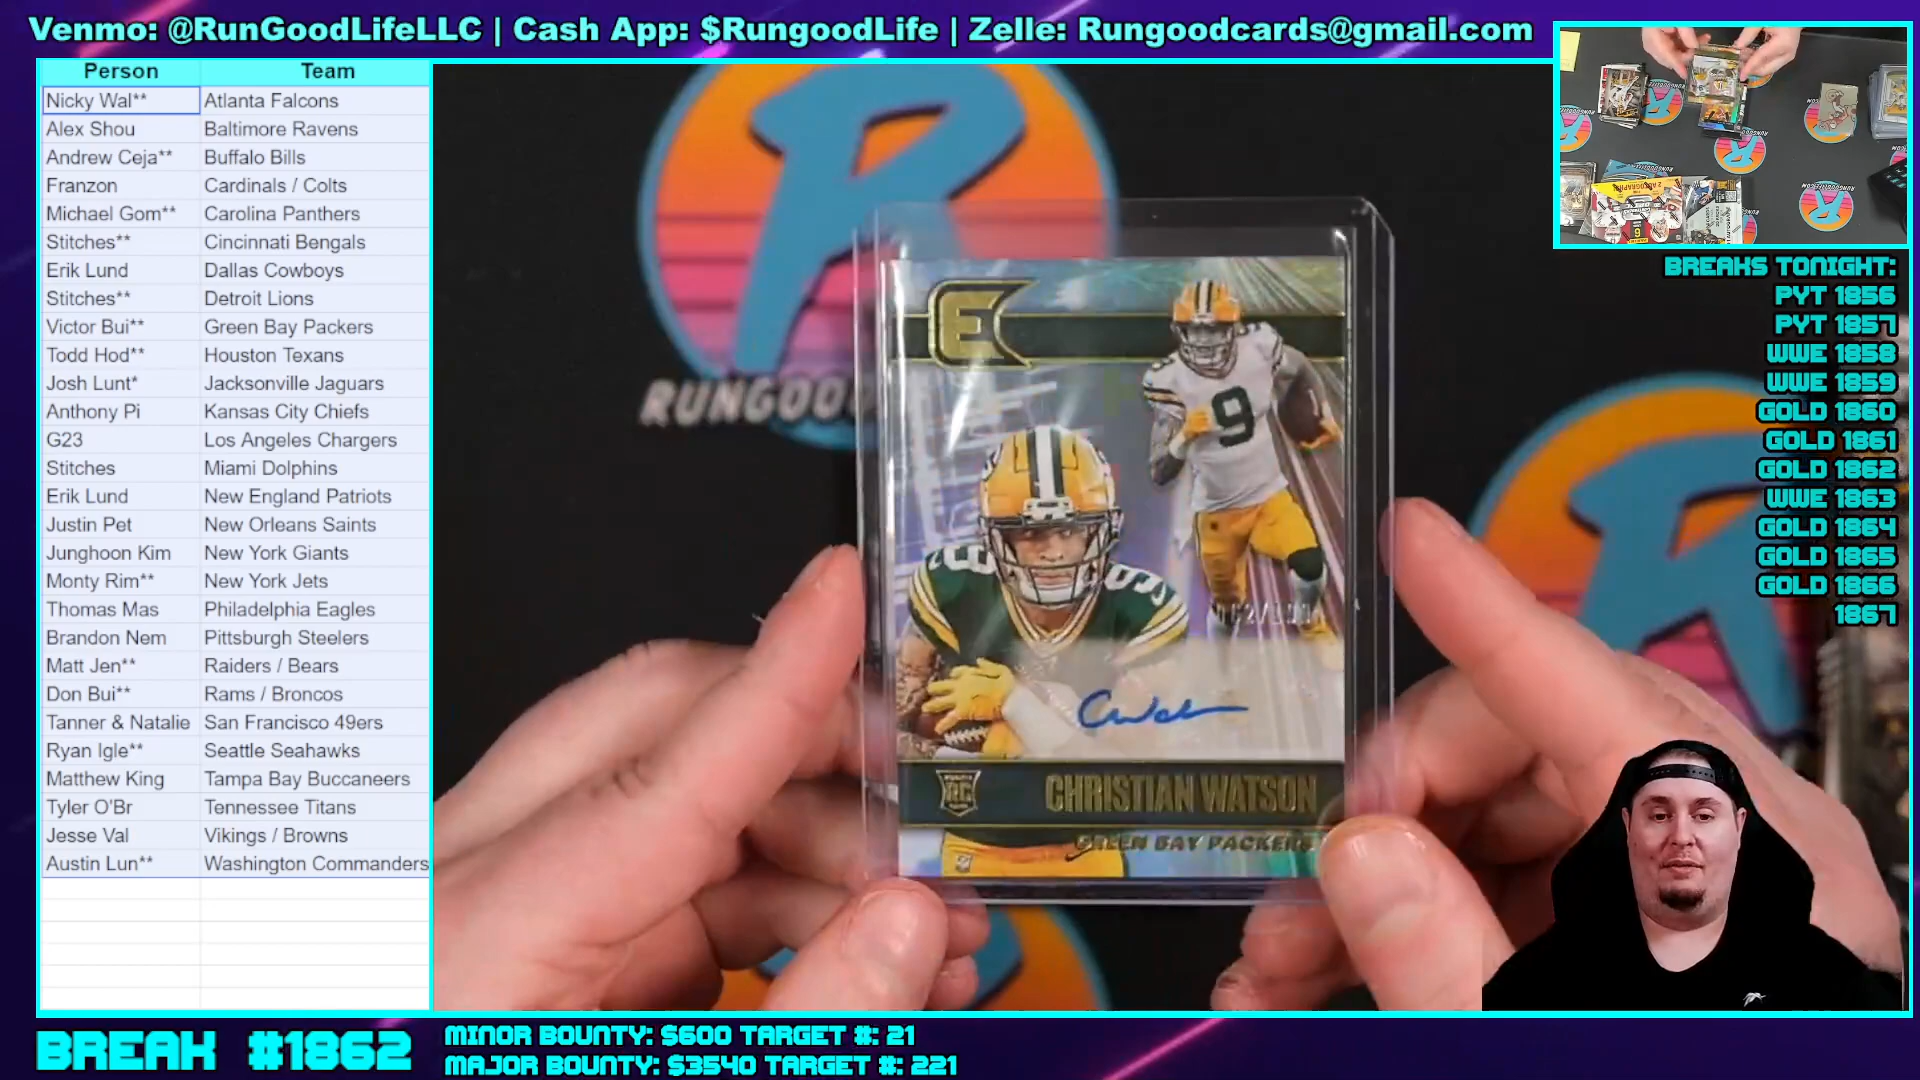 Venmo: @RunGoodLifeLLC | Cash App: $RungoodLife | Zelle: Rungoodcards@gmail.com
Person Team
Nicky Wal** Atlanta Falcons
Alex Shou Baltimore Ravens
Andrew Ceja** Buffalo Bills
Franzon Cardinals / Colts
Michael Gom** Carolina Panthers
Stitches** Cincinnati Bengals
Erik Lund Dallas Cowboys
Stitches** Detroit Lions
Victor Bui** Green Bay Packers
Todd Hod** Houston Texans
Josh Lunt* Jacksonville Jaguars
Anthony Pi Kansas City Chiefs
G23 Los Angeles Chargers
Stitches Miami Dolphins
Erik Lund New England Patriots
Justin Pet New Orleans Saints
Junghoon Kim New York Giants
Monty Rim** New York Jets
Thomas Mas Philadelphia Eagles
Brandon Nem Pittsburgh Steelers
Matt Jen** Raiders / Bears
Don Bui** Rams / Broncos
Tanner & Natalie San Francisco 49ers
Ryan Igle** Seattle Seahawks
Matthew King Tampa Bay Buccaneers
Tyler O'Br Tennessee Titans
Jesse Val Vikings / Browns
Austin Lun** Washington Commanders
RUNGOOD
E
9
9
9
RC
CHRISTIAN WATSON
GREEN BAY PACKERS
BREAKS TONIGHT:
PYT 1856
PYT 1857
WWE 1858
WWE 1859
GOLD 1860
GOLD 1861
GOLD 1862
WWE 1863
GOLD 1864
GOLD 1865
GOLD 1866
1867
BREAK #1862
MINOR BOUNTY: $600 TARGET #: 21
MAJOR BOUNTY: $3540 TARGET #: 221